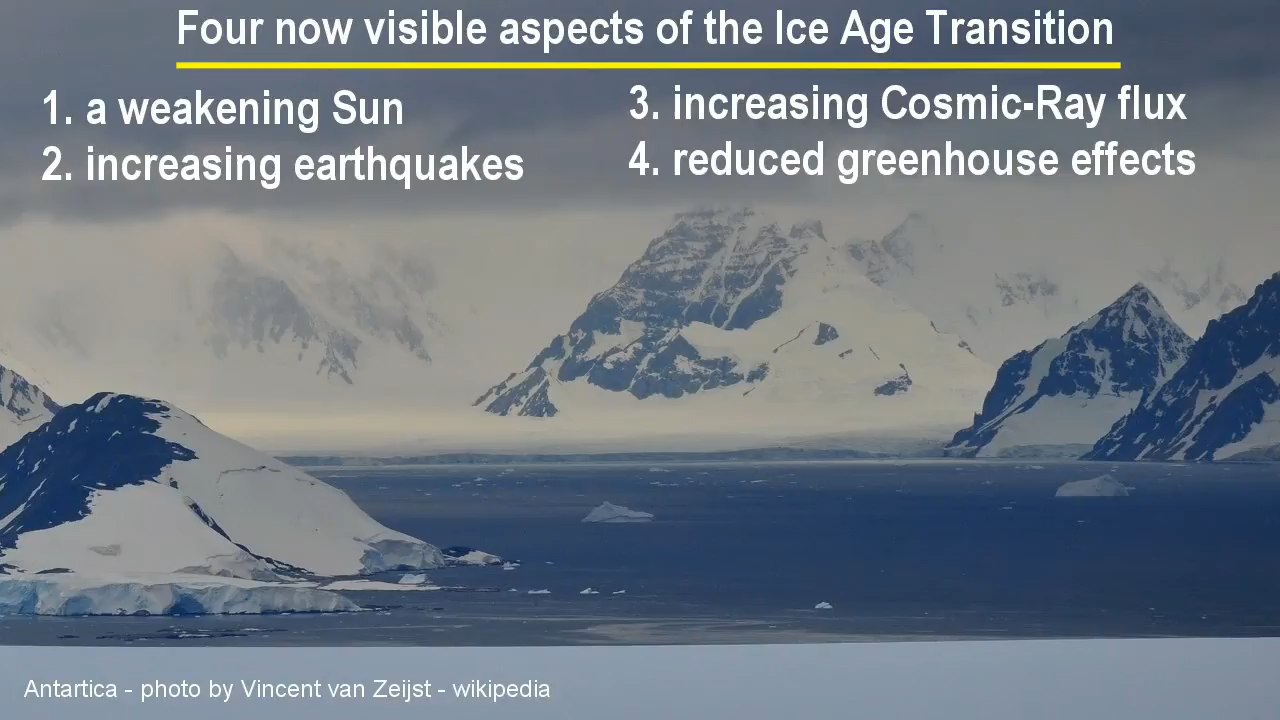 Four now visible aspects of the Ice Age Transition
1. a weakening Sun
2. increasing earthquakes
3. increasing Cosmic-Ray flux
4. reduced greenhouse effects
Antartica - photo by Vincent van Zeijst - wikipedia